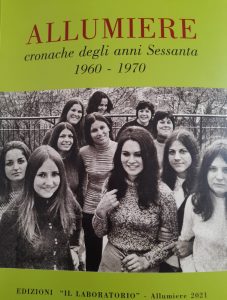 ALLUMIERE
cronache degli anni Sessanta
1960 - 1970
EDIZIONI "IL LABORATORIO" - Allumiere 2021